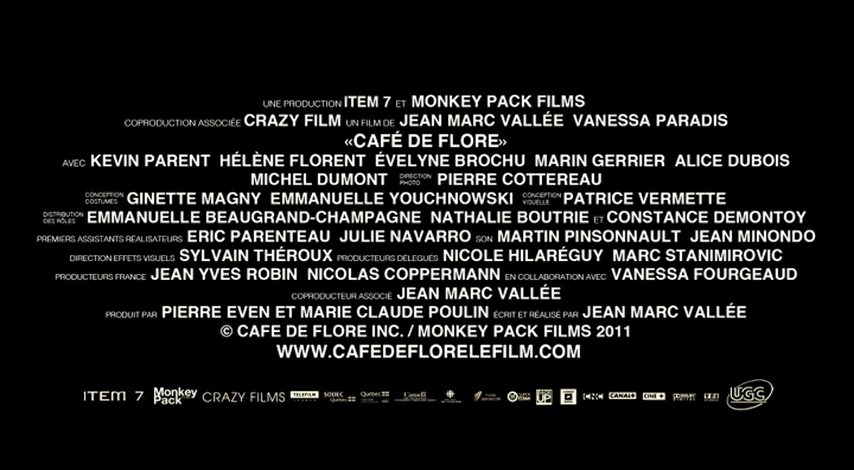 UNE PRODUCTION ITEM 7 ET MONKEY PACK FILMS
COPRODUCTION ASSOCIÉE CRAZY FILM UN FILM DE JEAN MARC VALLÉE VANESSA PARADIS
«CAFÉ DE FLORE»
AVEC KEVIN PARENT HÉLÈNE FLORENT ÉVELYNE BROCHU MARIN GERRIER ALICE DUBOIS
MICHEL DUMONT DIRECTION PHOTO PIERRE COTTEREAU
CONCEPTION COSTUMES GINETTE MAGNY EMMANUELLE YOUCHNOWSKI CONCEPTION VISUELLE PATRICE VERMETTE
DISTRIBUTION DES RÔLES EMMANUELLE BEAUGRAND-CHAMPAGNE NATHALIE BOUTRIE ET CONSTANCE DEMONTOY
PREMIERS ASSISTANTS RÉALISATEURS ERIC PARENTEAU JULIE NAVARRO SON MARTIN PINSONNAULT JEAN MINONDO
DIRECTION EFFETS VISUELS SYLVAIN THÉROUX PRODUCTEURS DÉLÉGUÉS NICOLE HILARÉGUY MARC STANIMIROVIC
PRODUCTEURS FRANCE JEAN YVES ROBIN NICOLAS COPPERMANN EN COLLABORATION AVEC VANESSA FOURGEAUD
COPRODUCTEUR ASSOCIÉ JEAN MARC VALLÉE
PRODUIT PAR PIERRE EVEN ET MARIE CLAUDE POULIN ÉCRIT ET RÉALISÉ PAR JEAN MARC VALLÉE
© CAFE DE FLORE INC. / MONKEY PACK FILMS 2011
WWW.CAFEDEFLORELEFILM.COM
ITEM 7 Monkey Pack CRAZY FILMS TELEFILM SODEC Québec Québec Canada CNC CANAL+ CINE + UGC